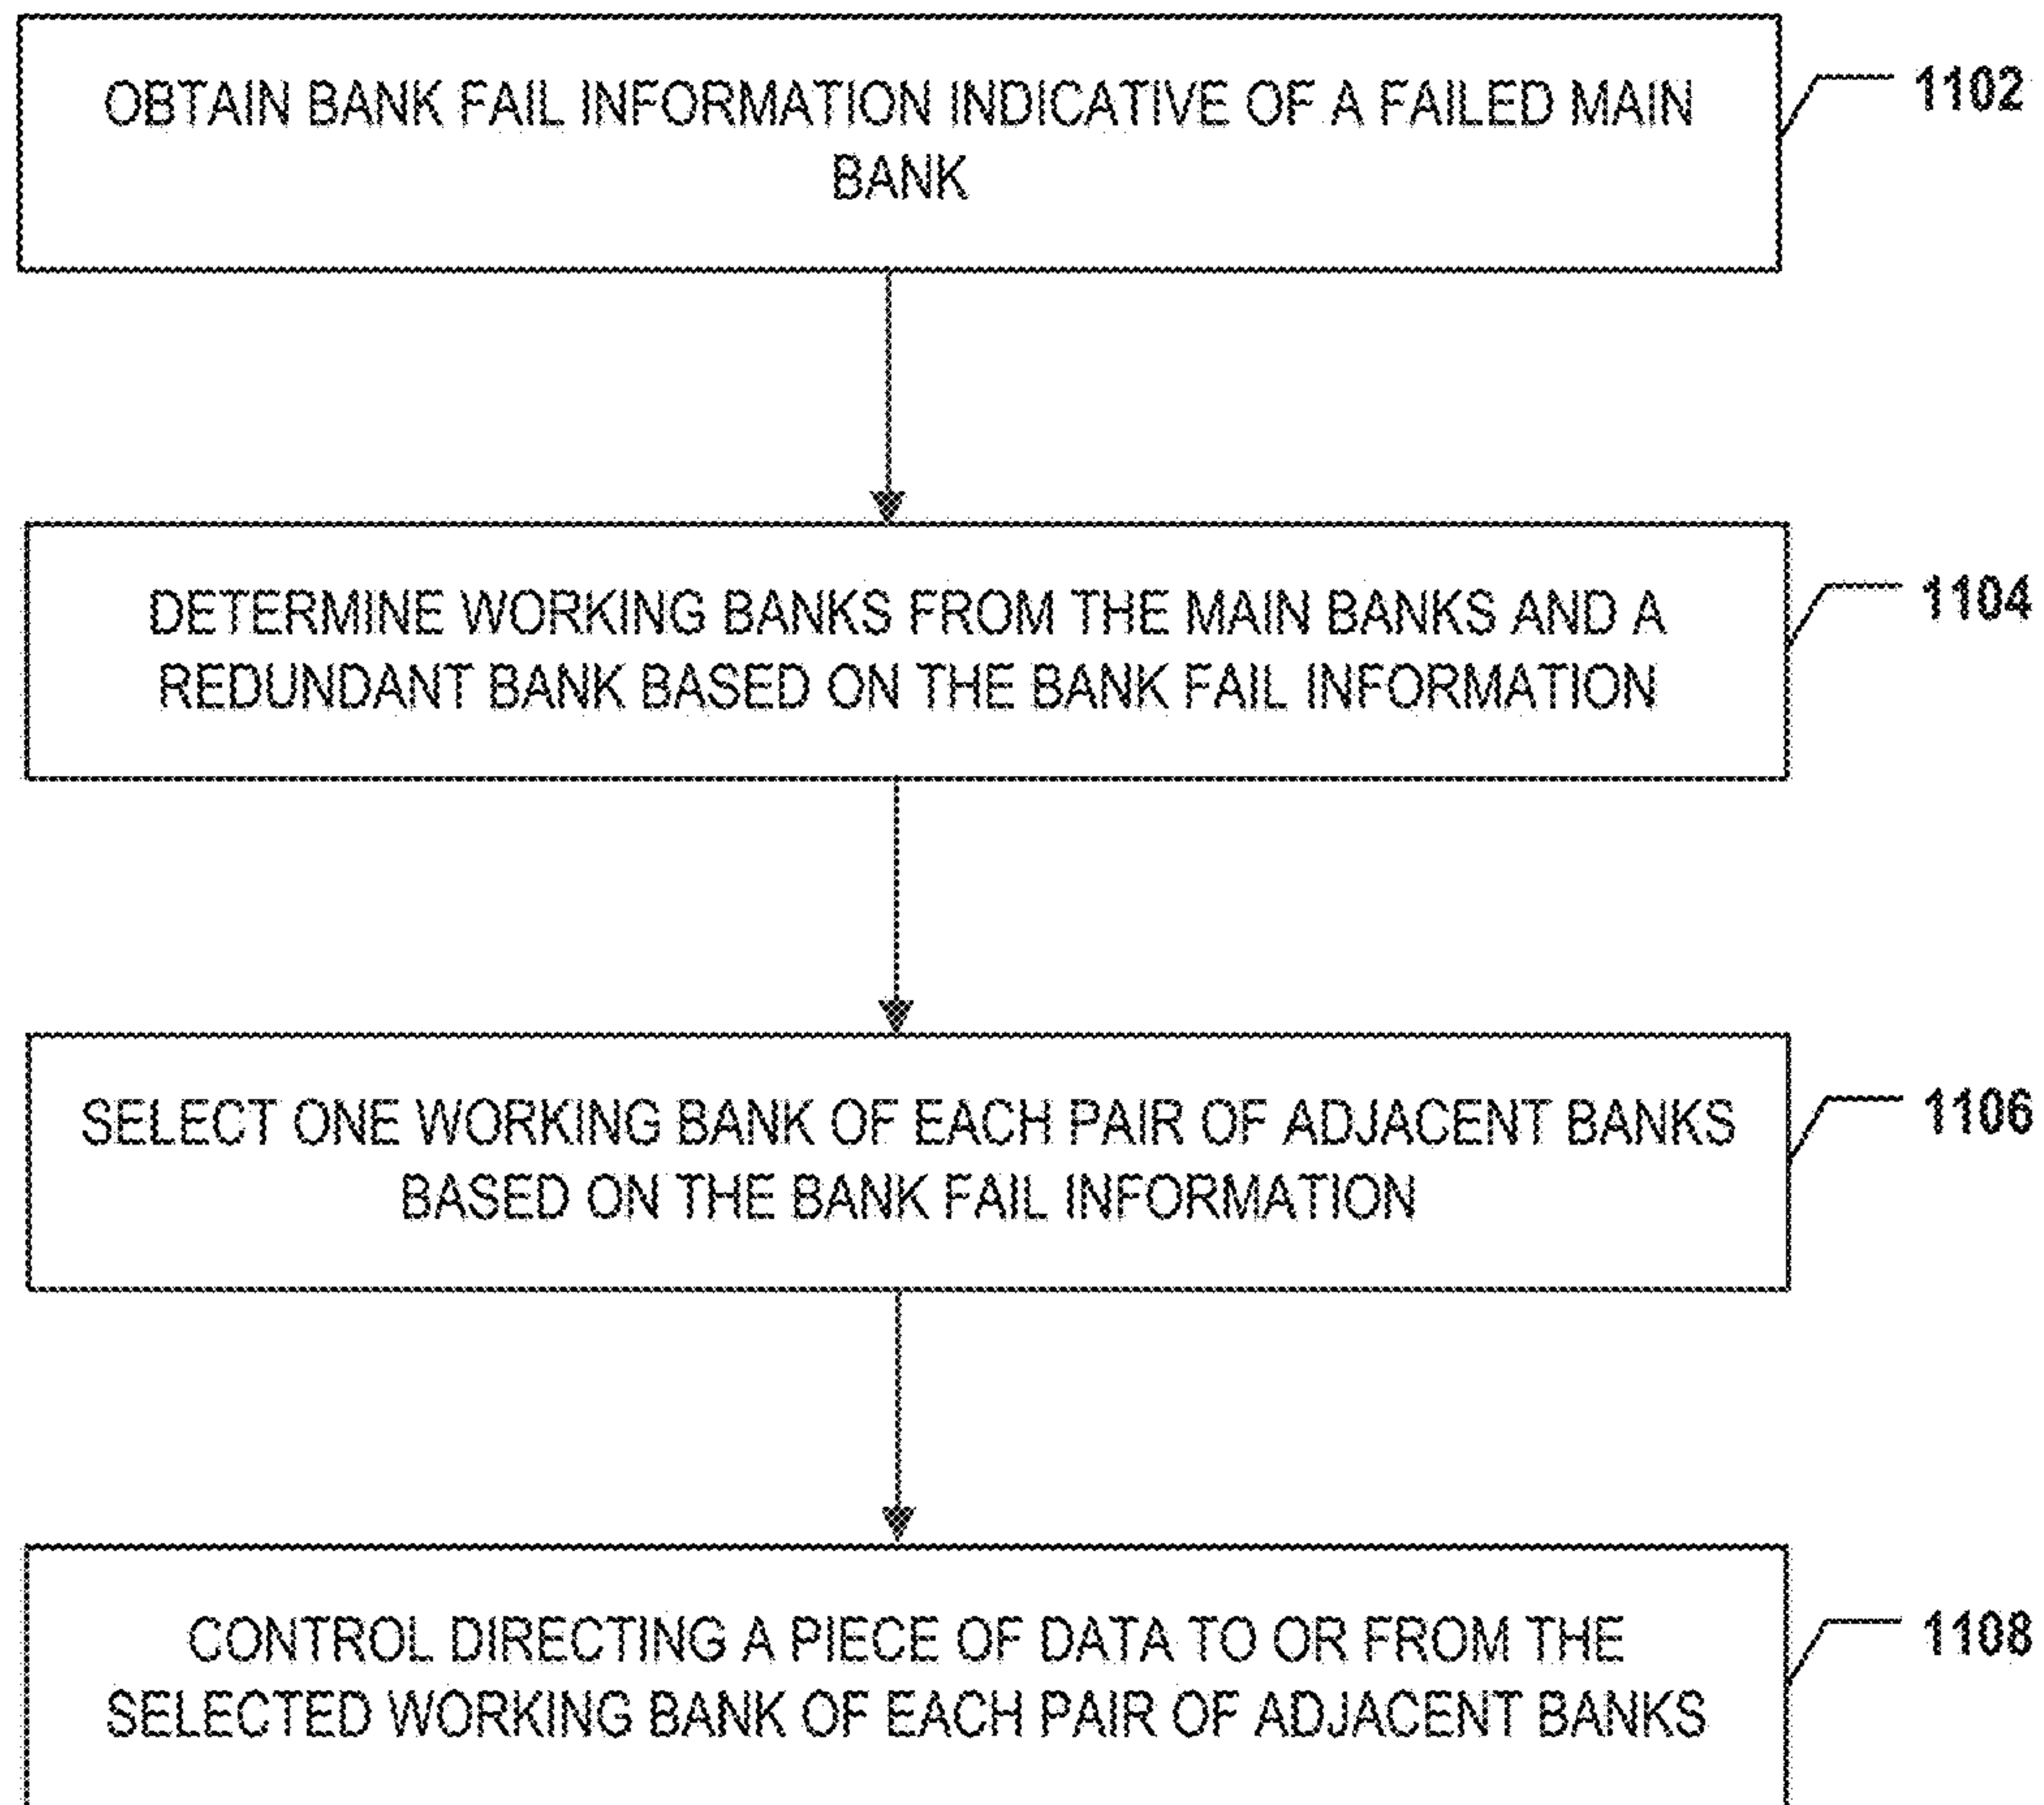 OBTAIN BANK FAIL INFORMATION INDICATIVE OF A FAILED MAIN
BANK
1102
DETERMINE WORKING BANKS FROM THE MAIN BANKS AND A
REDUNDANT BANK BASED ON THE BANK FAIL INFORMATION
1104
SELECT ONE WORKING BANK OF EACH PAIR OF ADJACENT BANKS
BASED ON THE BANK FAIL INFORMATION
1106
CONTROL DIRECTING A PIECE OF DATA TO OR FROM THE
SELECTED WORKING BANK OF EACH PAIR OF ADJACENT BANKS
1108